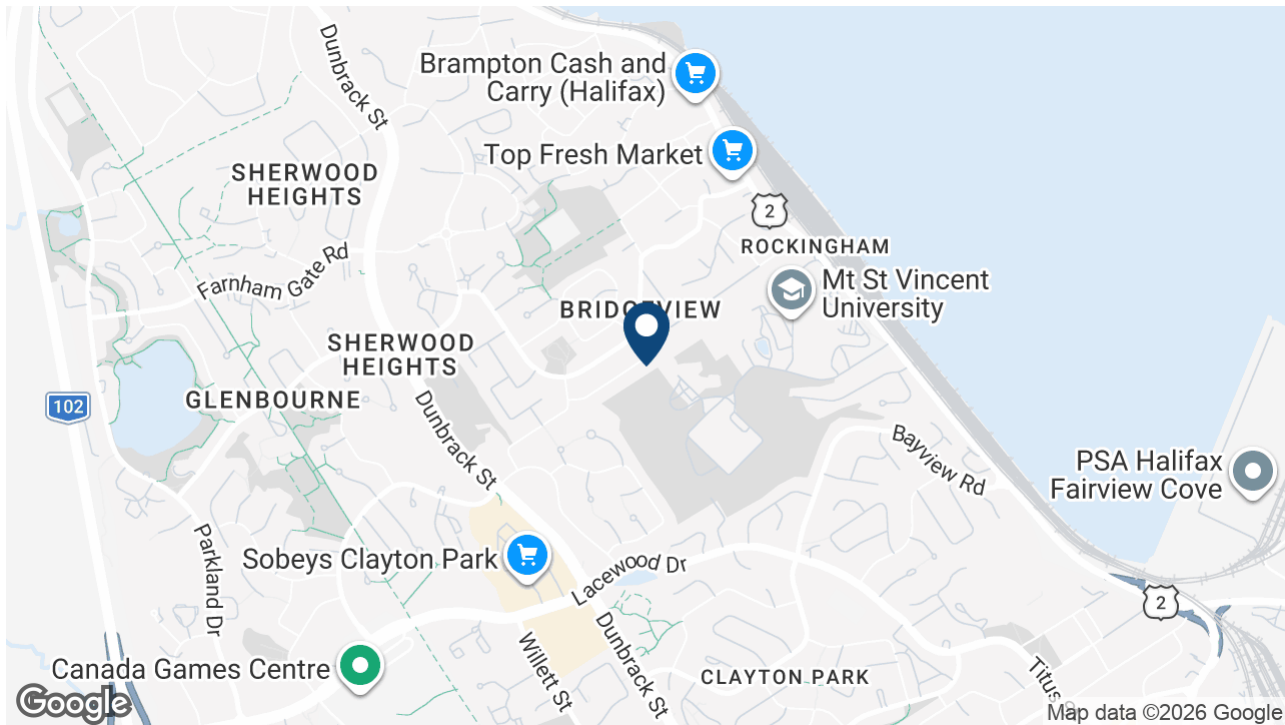 Dunbrack St
Brampton Cash and
Carry (Halifax)
Top Fresh Market
SHERWOOD
HEIGHTS
2
ROCKINGHAM
Farnham Gate Rd
Mt St Vincent
University
BRIDGEVIEW
SHERWOOD
HEIGHTS
GLENBOURNE
102
Dunbrack St
Bayview Rd
PSA Halifax
Fairview Cove
Parkland Dr
Sobeys Clayton Park
Lacewood Dr
2
Willett St
Dunbrack St
Canada Games Centre
CLAYTON PARK
Titus
Google
Map data ©2026 Google